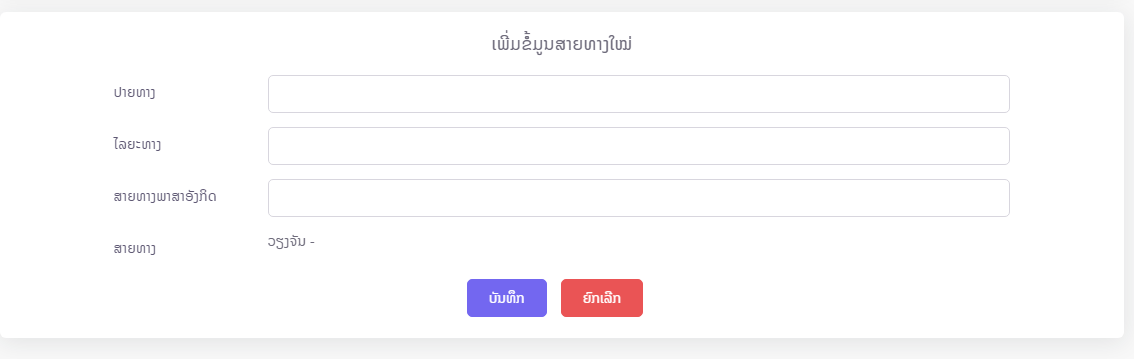 ເພີ່ມຂໍ້ມູນສາຍທາງໃໝ່
ປາຍທາງ
ໄລຍະທາງ
ສາຍທາງພາສາອັງກິດ
ສາຍທາງ ວຽງຈັນ -
ບັນທຶກ ຍົກເລີກ